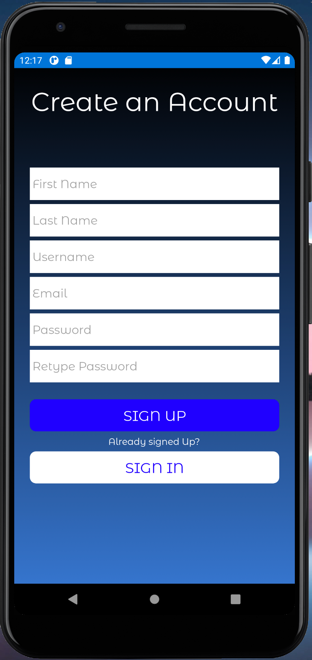 12:17
Create an Account
First Name
Last Name
Username
Email
Password
Retype Password
SIGN UP
Already signed Up?
SIGN IN